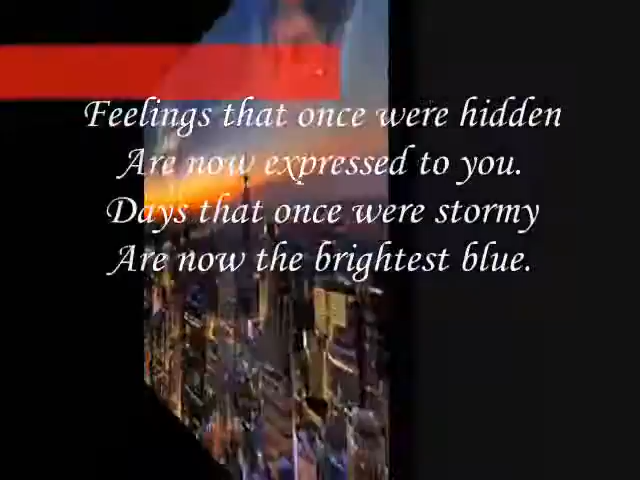 Feelings that once were hidden
Are now expressed to you.
Days that once were stormy
Are now the brightest blue.